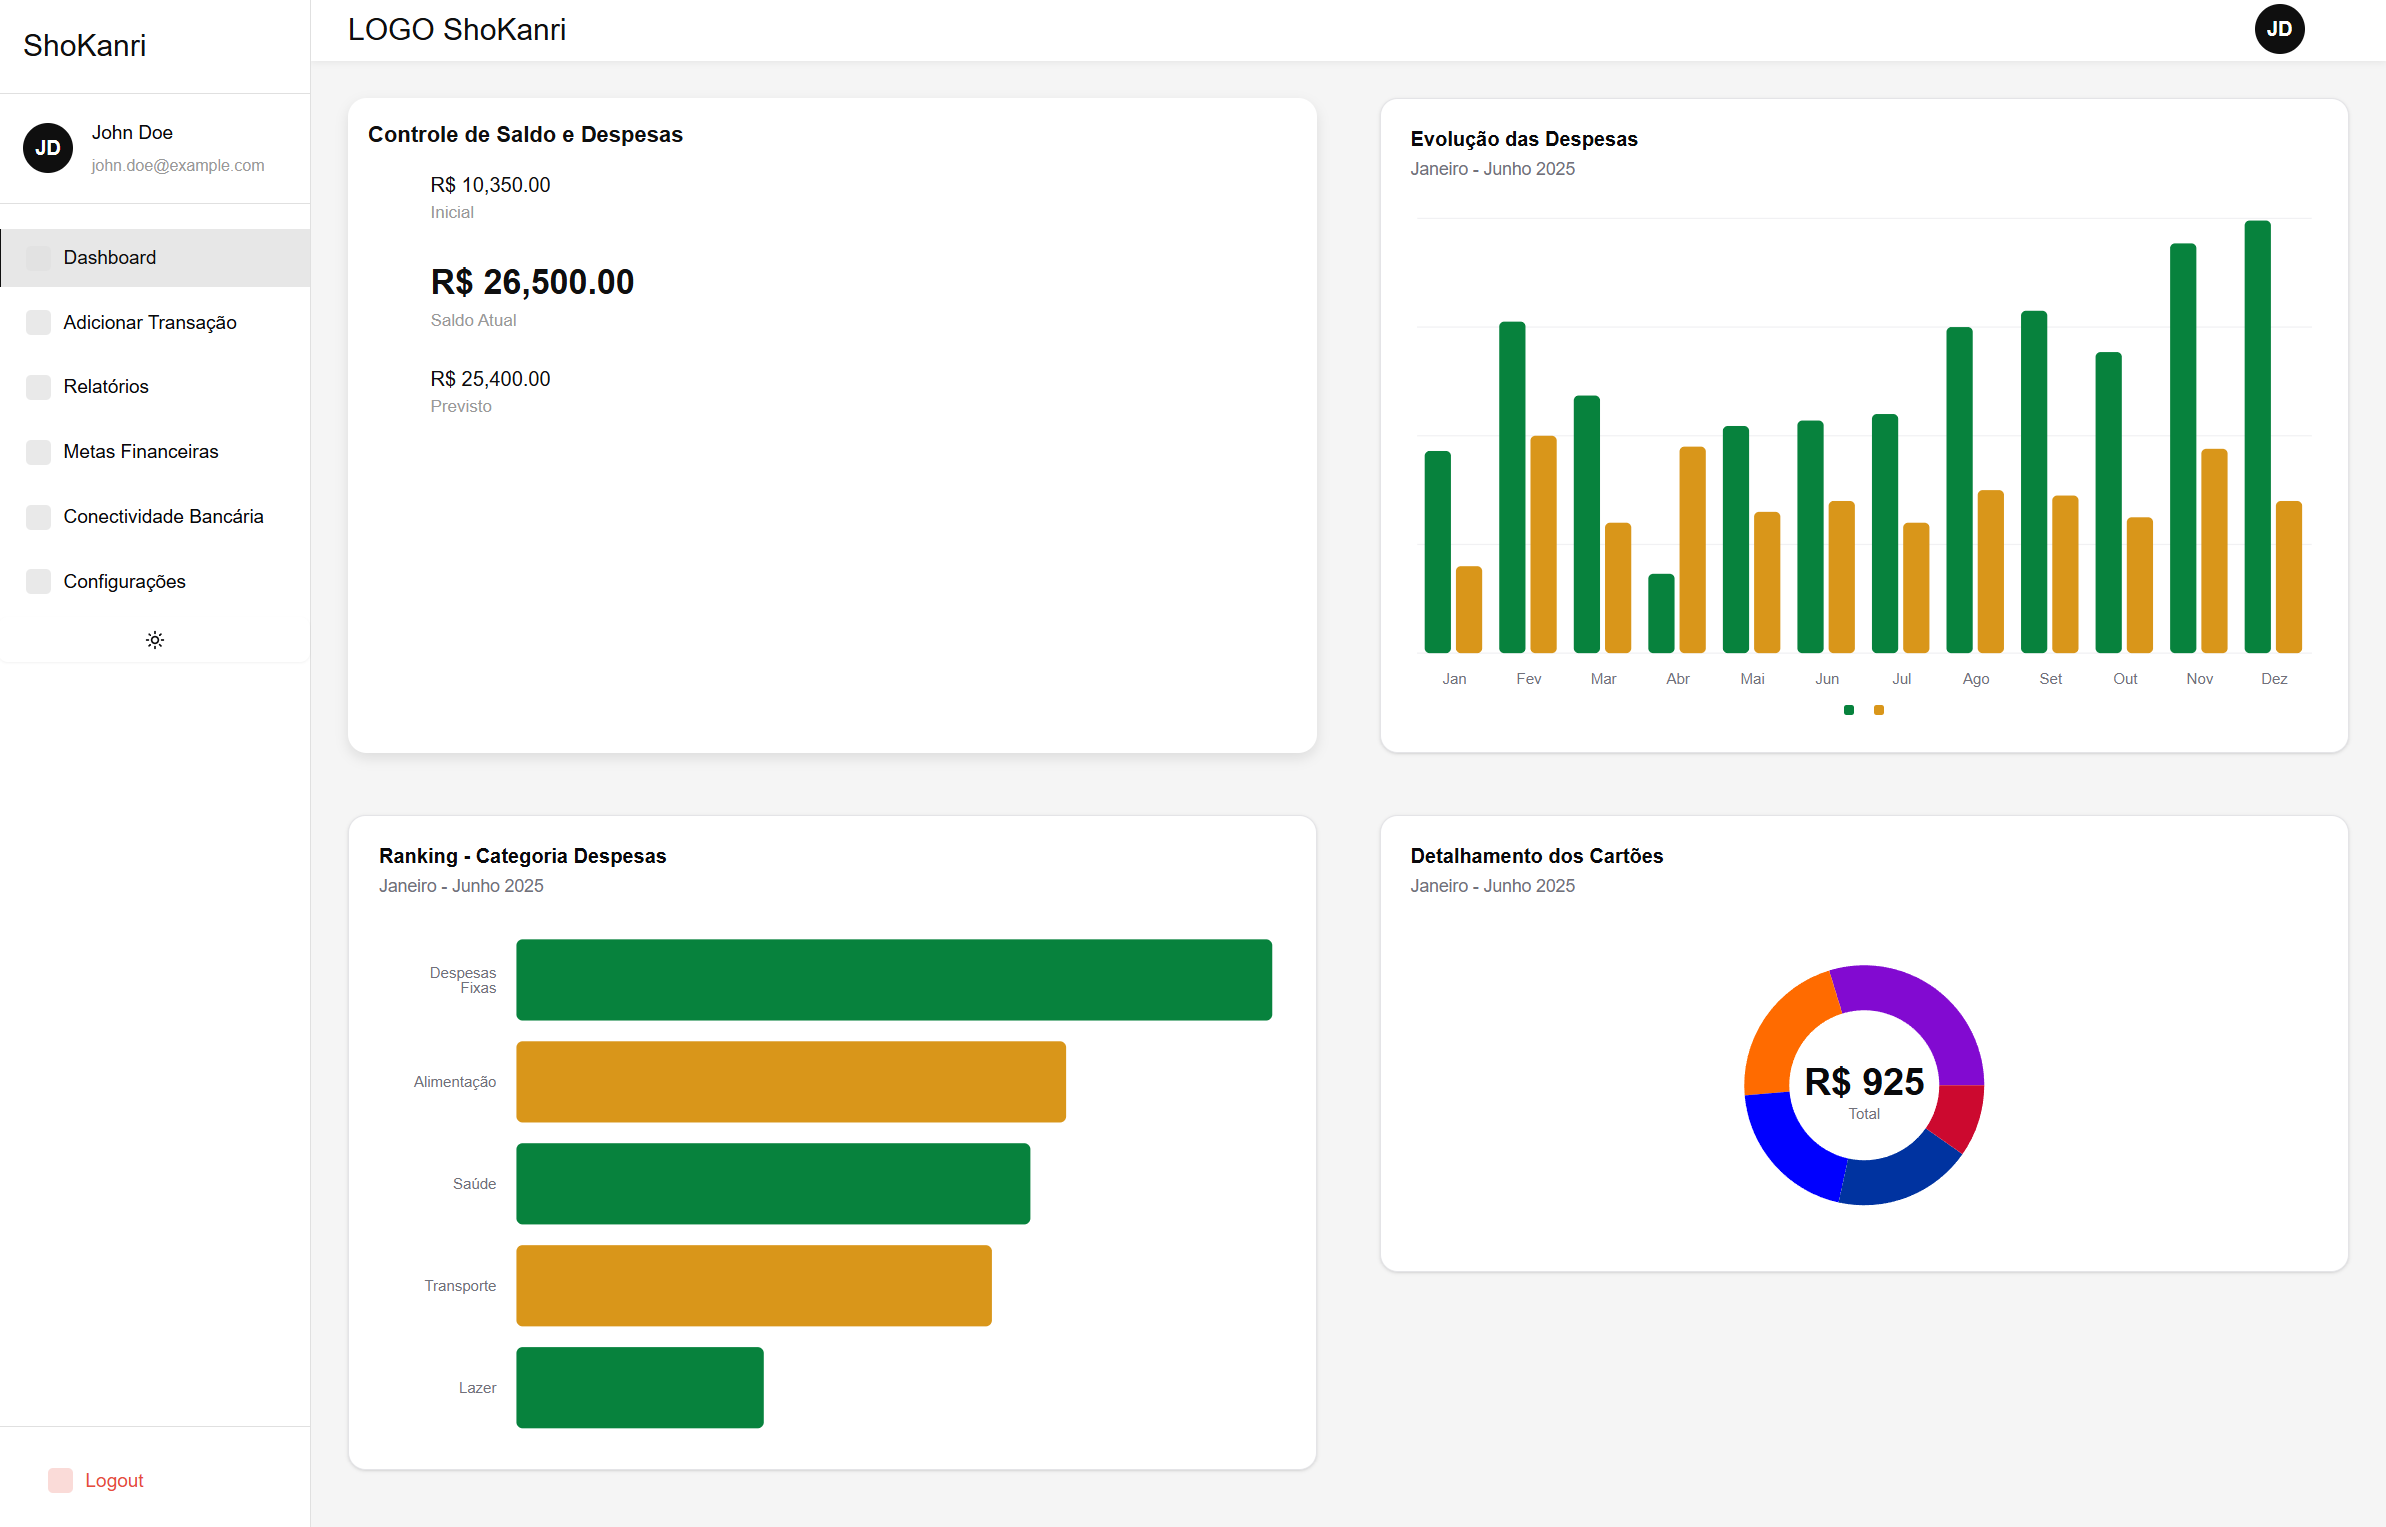 ShoKanri
John Doe
JD
john.doe@example.com
Dashboard
Adicionar Transação
Relatórios
Metas Financeiras
Conectividade Bancária
Configurações
Logout
LOGO ShoKanri
JD
Controle de Saldo e Despesas
R$ 10,350.00
Inicial
R$ 26,500.00
Saldo Atual
R$ 25,400.00
Previsto
Evolução das Despesas
Janeiro - Junho 2025
Jan Fev Mar Abr Mai Jun Jul Ago Set Out Nov Dez
Ranking - Categoria Despesas
Janeiro - Junho 2025
Despesas
Fixas
Alimentação
Saúde
Transporte
Lazer
Detalhamento dos Cartões
Janeiro - Junho 2025
R$ 925
Total